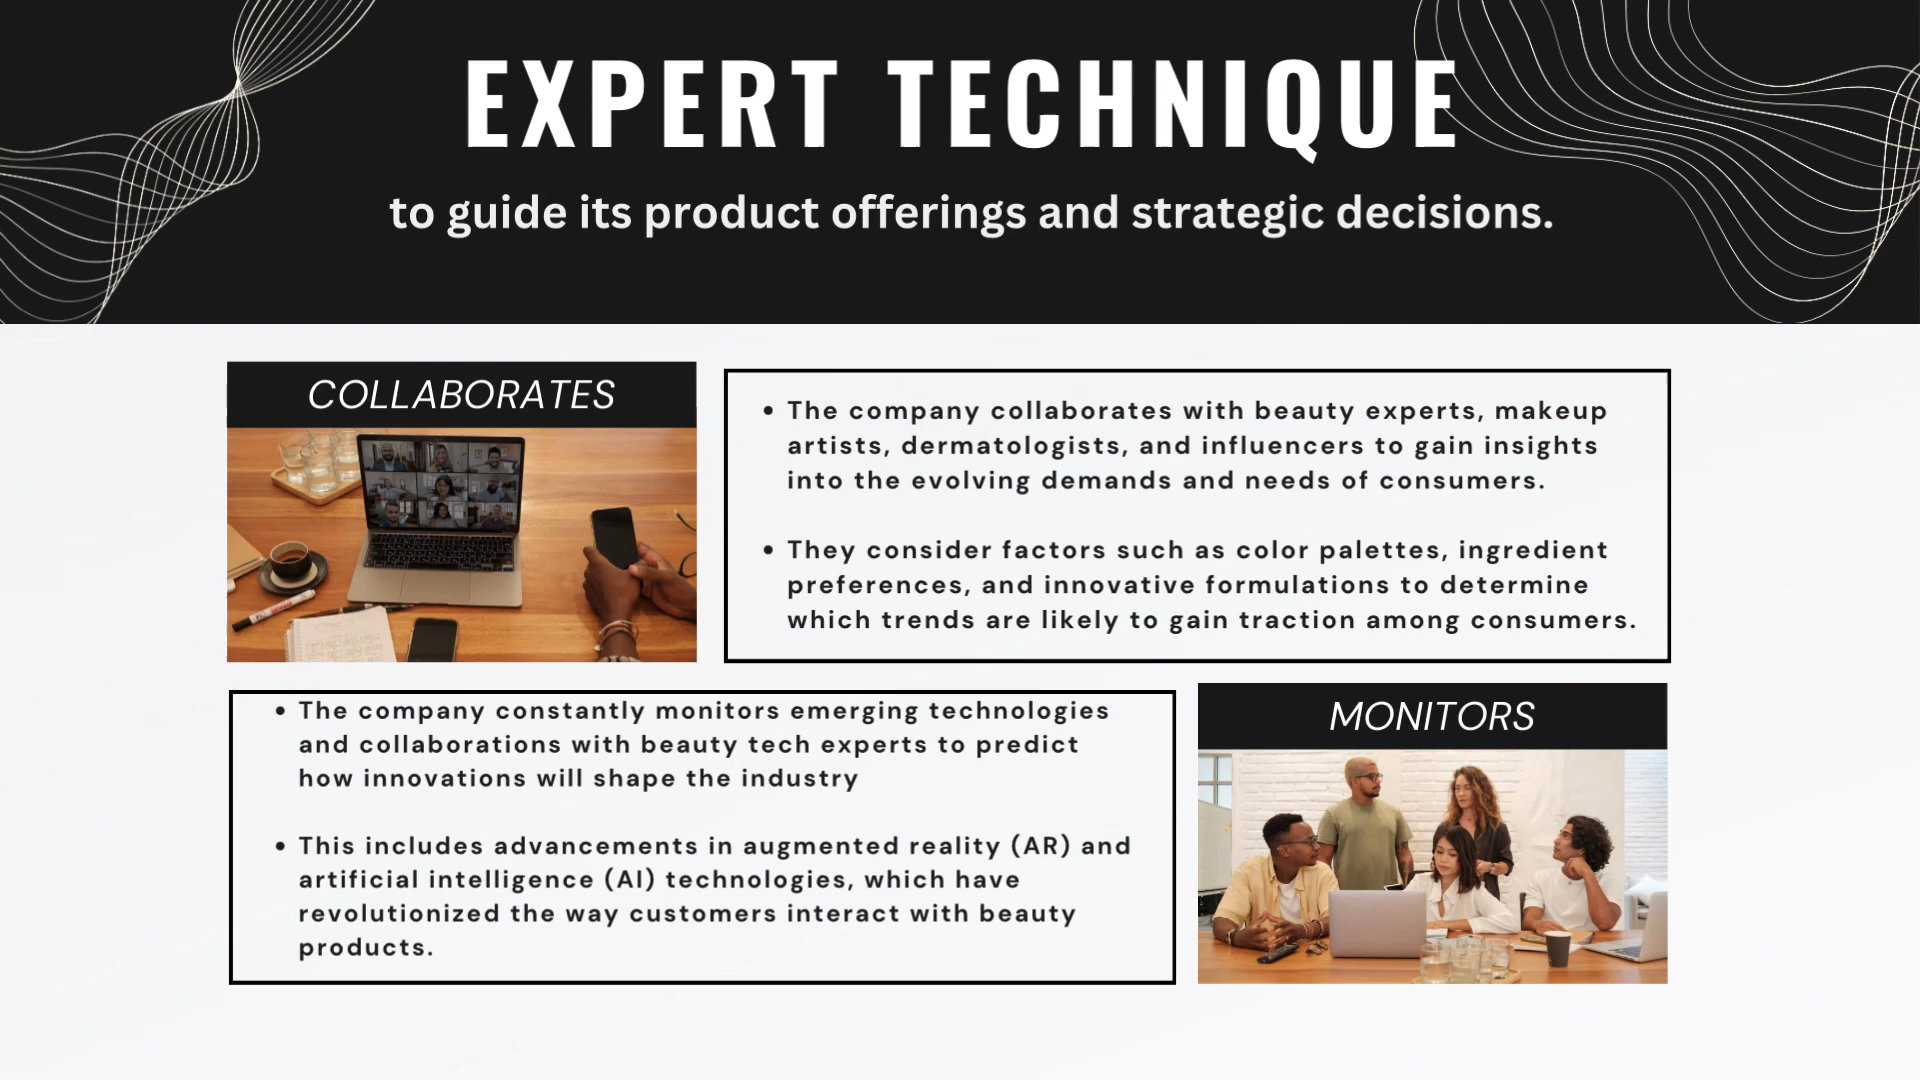 EXPERT TECHNIQUE
to guide its product offerings and strategic decisions.
COLLABORATES
• The company collaborates with beauty experts, makeup
artists, dermatologists, and influencers to gain insights
into the evolving demands and needs of consumers.
• They consider factors such as color palettes, ingredient
preferences, and innovative formulations to determine
which trends are likely to gain traction among consumers.
• The company constantly monitors emerging technologies
and collaborations with beauty tech experts to predict
how innovations will shape the industry
• This includes advancements in augmented reality (AR) and
artificial intelligence (AI) technologies, which have
revolutionized the way customers interact with beauty
products.
MONITORS